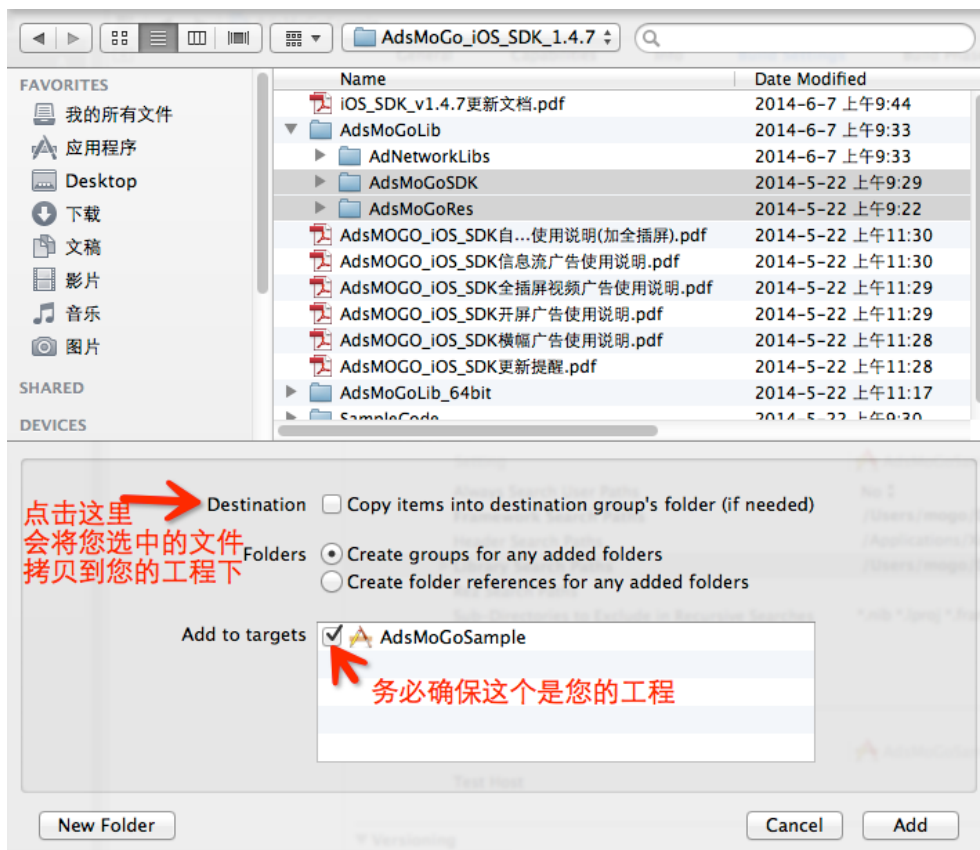 AdsMoGo_iOS_SDK_1.4.7
FAVORITES
我的所有文件
应用程序
Desktop
下载
文稿
影片
音乐
图片
SHARED
DEVICES
Name Date Modified
iOS_SDK_v1.4.7更新文档.pdf 2014-6-7 上午9:44
AdsMoGoLib 2014-6-7 上午9:33
AdNetworkLibs 2014-6-7 上午9:33
AdsMoGoSDK 2014-5-22 上午9:29
AdsMoGoRes 2014-5-22 上午9:22
AdsMOGO_iOS_SDK自…使用说明(加全插屏).pdf 2014-5-22 上午11:30
AdsMOGO_iOS_SDK信息流广告使用说明.pdf 2014-5-22 上午11:30
AdsMOGO_iOS_SDK全插屏视频广告使用说明.pdf 2014-5-22 上午11:29
AdsMOGO_iOS_SDK开屏广告使用说明.pdf 2014-5-22 上午11:29
AdsMOGO_iOS_SDK横幅广告使用说明.pdf 2014-5-22 上午11:28
AdsMOGO_iOS_SDK更新提醒.pdf 2014-5-22 上午11:28
AdsMoGoLib_64bit 2014-5-22 上午11:17
SampleCode 2014-5-22 上午9:30
点击这里
会将您选中的文件
拷贝到您的工程下
Destination Copy items into destination group's folder (if needed)
Folders Create groups for any added folders
Create folder references for any added folders
Add to targets AdsMoGoSample
务必确保这个是您的工程
Test Host
Versioning
New Folder Cancel Add